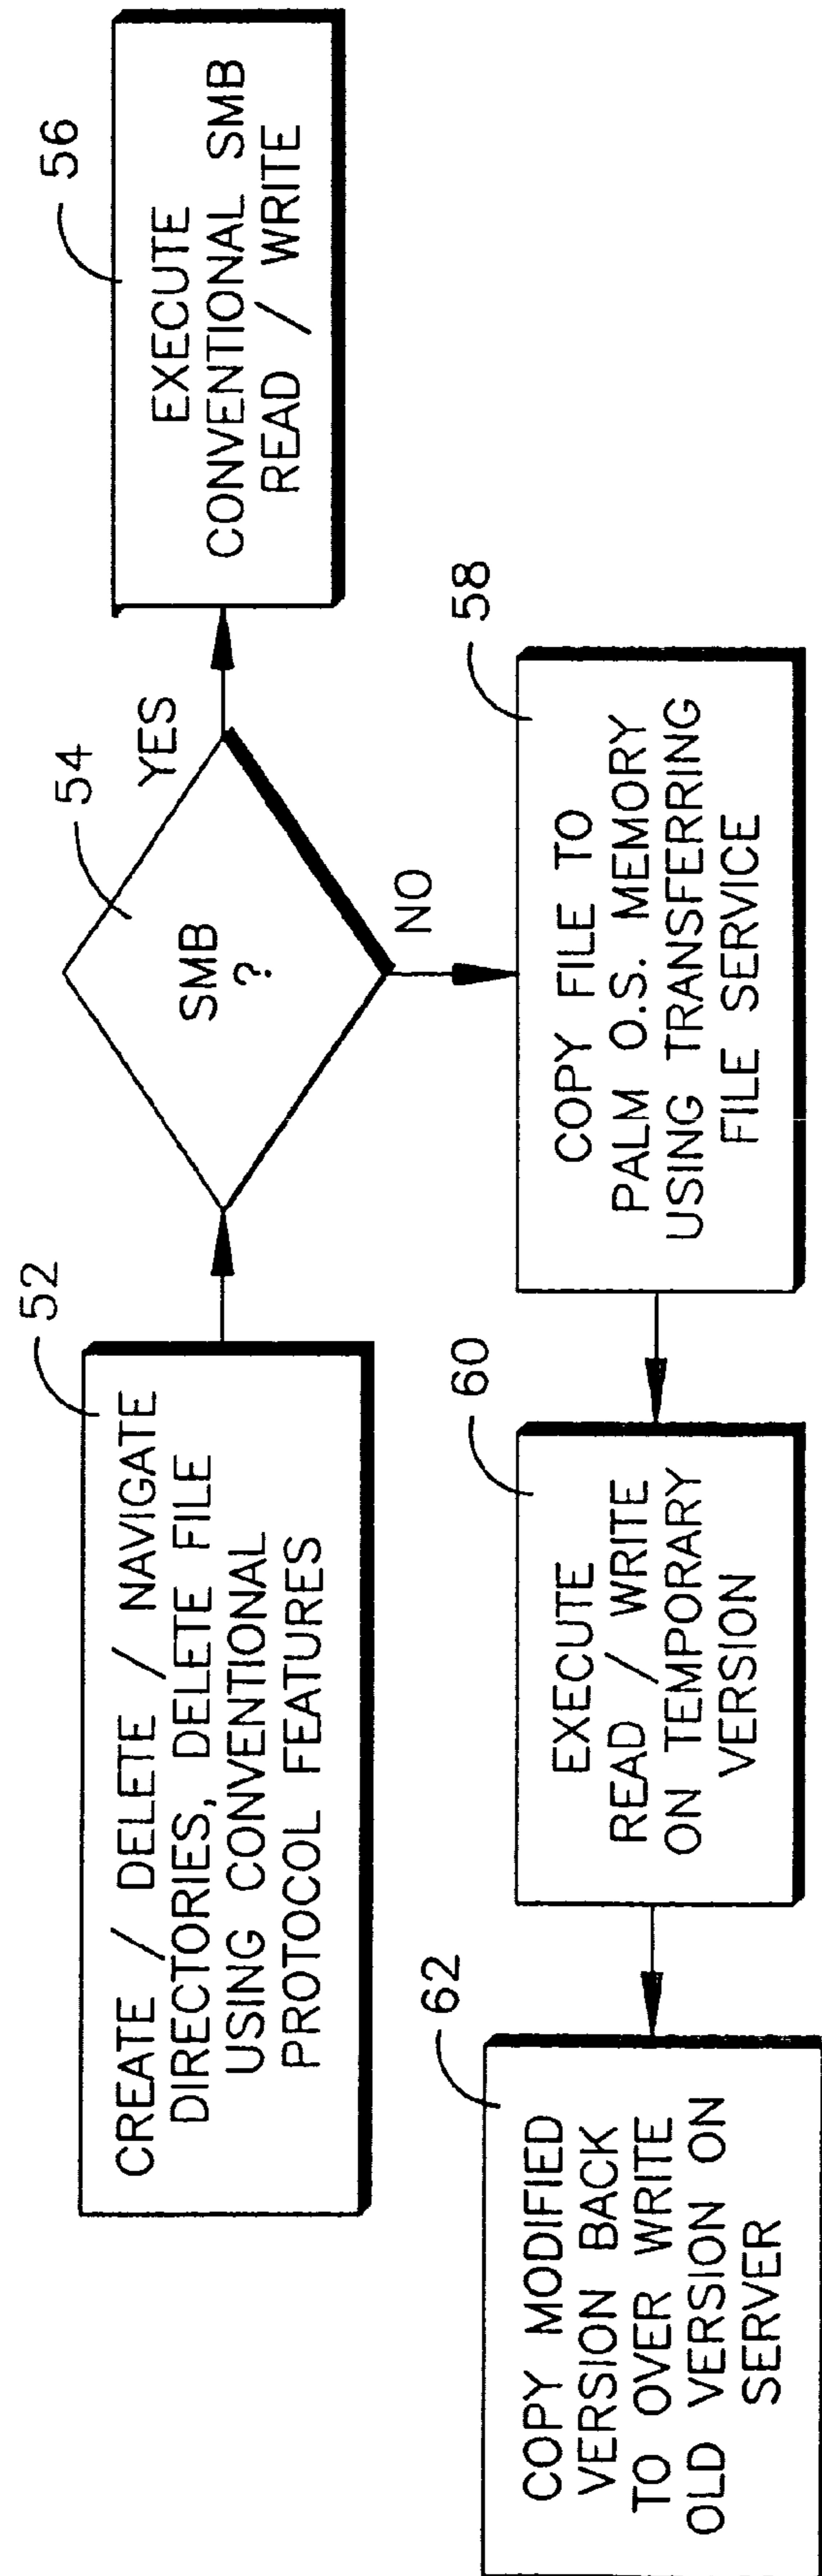 52
CREATE / DELETE / NAVIGATE
DIRECTORIES, DELETE FILE
USING CONVENTIONAL
PROTOCOL FEATURES
54
SMB
?
YES
NO
56
EXECUTE
CONVENTIONAL SMB
READ / WRITE
58
COPY FILE TO
PALM O.S. MEMORY
USING TRANSFERRING
FILE SERVICE
60
EXECUTE
READ / WRITE
ON TEMPORARY
VERSION
62
COPY MODIFIED
VERSION BACK
TO OVER WRITE
OLD VERSION ON
SERVER